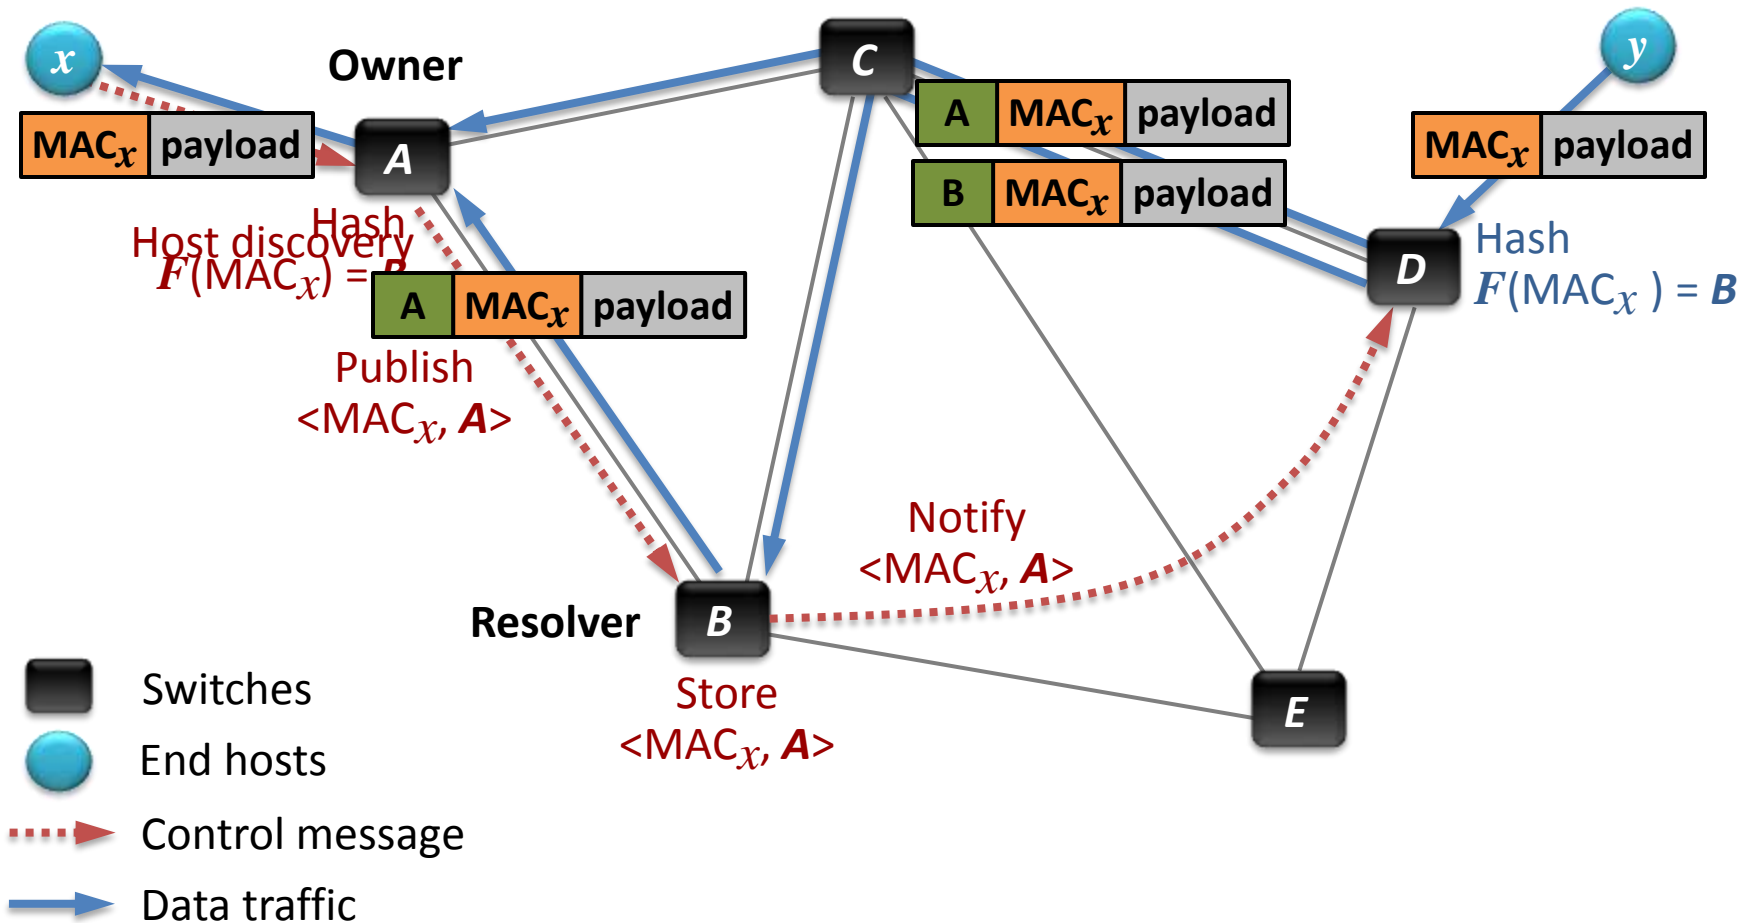 x
Owner
C
y
MACx payload
A
A MACx payload
B MACx payload
MACx payload
Hash
Host discovery
F(MACx) = B
A MACx payload
D
Hash
F(MACx ) = B
Publish
<MACx, A>
Notify
<MACx, A>
Resolver
B
Store
<MACx, A>
E
Switches
End hosts
Control message
Data traffic